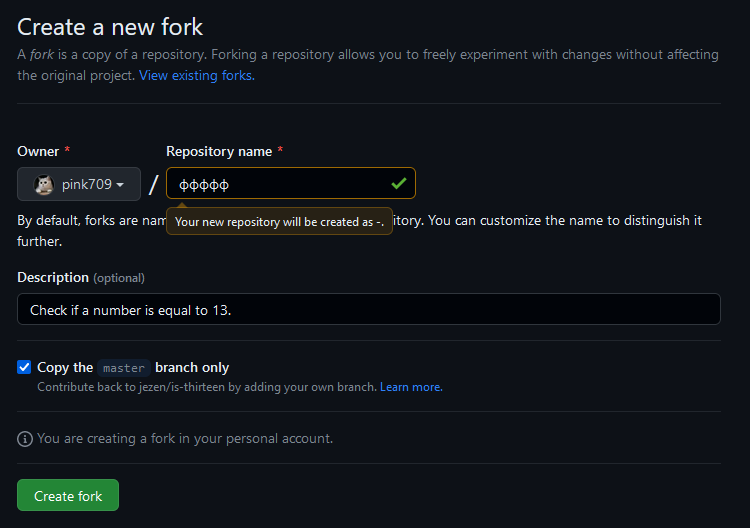 Create a new fork
A fork is a copy of a repository. Forking a repository allows you to freely experiment with changes without affecting
the original project. View existing forks.
Owner * Repository name *
pink709 / ффффф
Your new repository will be created as -.
By default, forks are nam itory. You can customize the name to distinguish it
further.
Description (optional)
Check if a number is equal to 13.
Copy the master branch only
Contribute back to jezen/is-thirteen by adding your own branch. Learn more.
You are creating a fork in your personal account.
Create fork